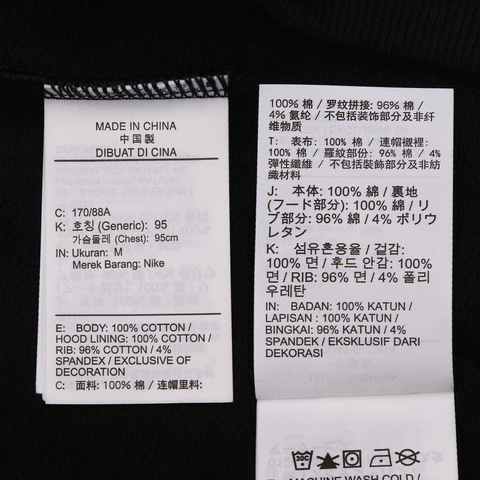 MADE IN CHINA
中国製
DIBUAT DI CINA
C: 170/88A
K: 호칭 (Generic): 95
가슴둘레 (Chest): 95cm
IN: Ukuran: M
Merek Barang: Nike
E: BODY: 100% COTTON /
HOOD LINING: 100% COTTON /
RIB: 96% COTTON / 4%
SPANDEX / EXCLUSIVE OF
DECORATION
C: 面料: 100% 棉 / 连帽里料:
100% 棉 / 罗纹拼接: 96% 棉 /
4% 氨纶 / 不包括装饰部分及非纤
维物质
T: 表布: 100% 棉 / 連帽襯裡:
100% 棉 / 羅紋部份: 96% 棉 / 4%
彈性纖維 / 不包括裝飾部分及非紡
織材料
J: 本体: 100% 綿 / 裏地
(フード部分): 100% 綿 / リ
ブ部分: 96% 綿 / 4% ポリウ
レタン
K: 섬유혼용율 / 겉감:
100% 면 / 후드 안감: 100%
면 / RIB: 96% 면 / 4% 폴리
우레탄
IN: BADAN: 100% KATUN /
LAPISAN : 100% KATUN /
BINGKAI: 96% KATUN / 4%
SPANDEK / EKSKLUSIF DARI
DEKORASI
30C
E: MACHINE WASH COLD /